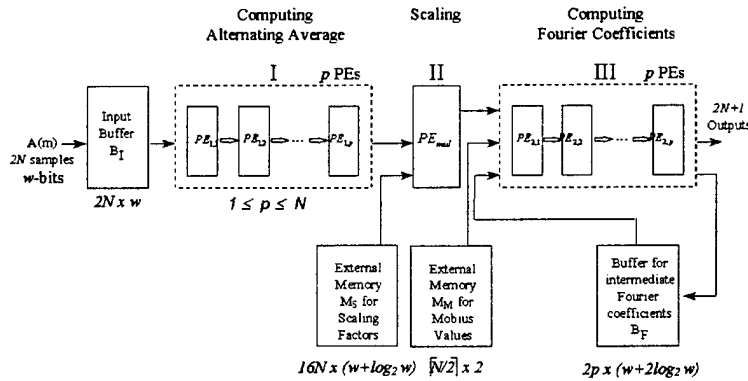 Computing
Alternating Average
Scaling
Computing
Fourier Coefficients
I
p PEs
II
III
p PEs
Input
Buffer
B_I
A(m)
2N samples
w-bits
2N x w
PE_1,1
PE_1,2
...
PE_1,p
1 ≤ p ≤ N
PE_mul
PE_2,1
PE_2,2
...
PE_2,p
2N+1
Outputs
External
Memory
M_S for
Scaling
Factors
16N x (w+log_2 w)
External
Memory
M_M for
Mobius
Values
⌈N/2⌉ x 2
Buffer for
intermediate
Fourier
coefficients
B_F
2p x (w+2log_2 w)